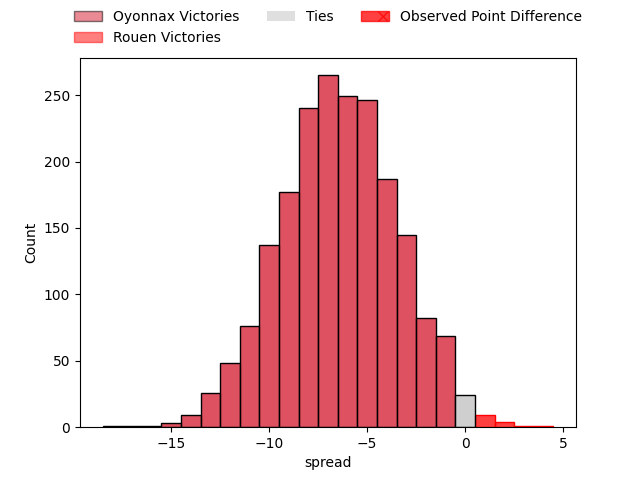 Oyonnax Victories
Ties
Observed Point Difference
Rouen Victories
250
200
150
100
50
0
Count
−15
−10
−5
0
5
spread